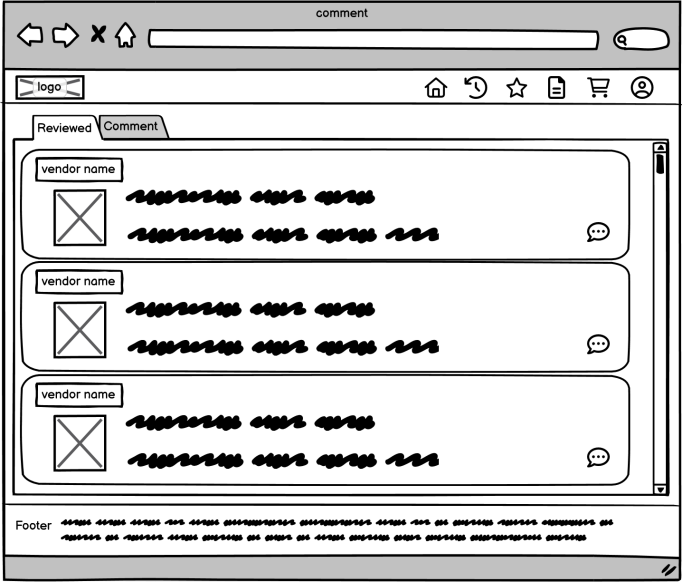 comment
logo
Reviewed Comment
vendor name
vendor name
vendor name
Footer